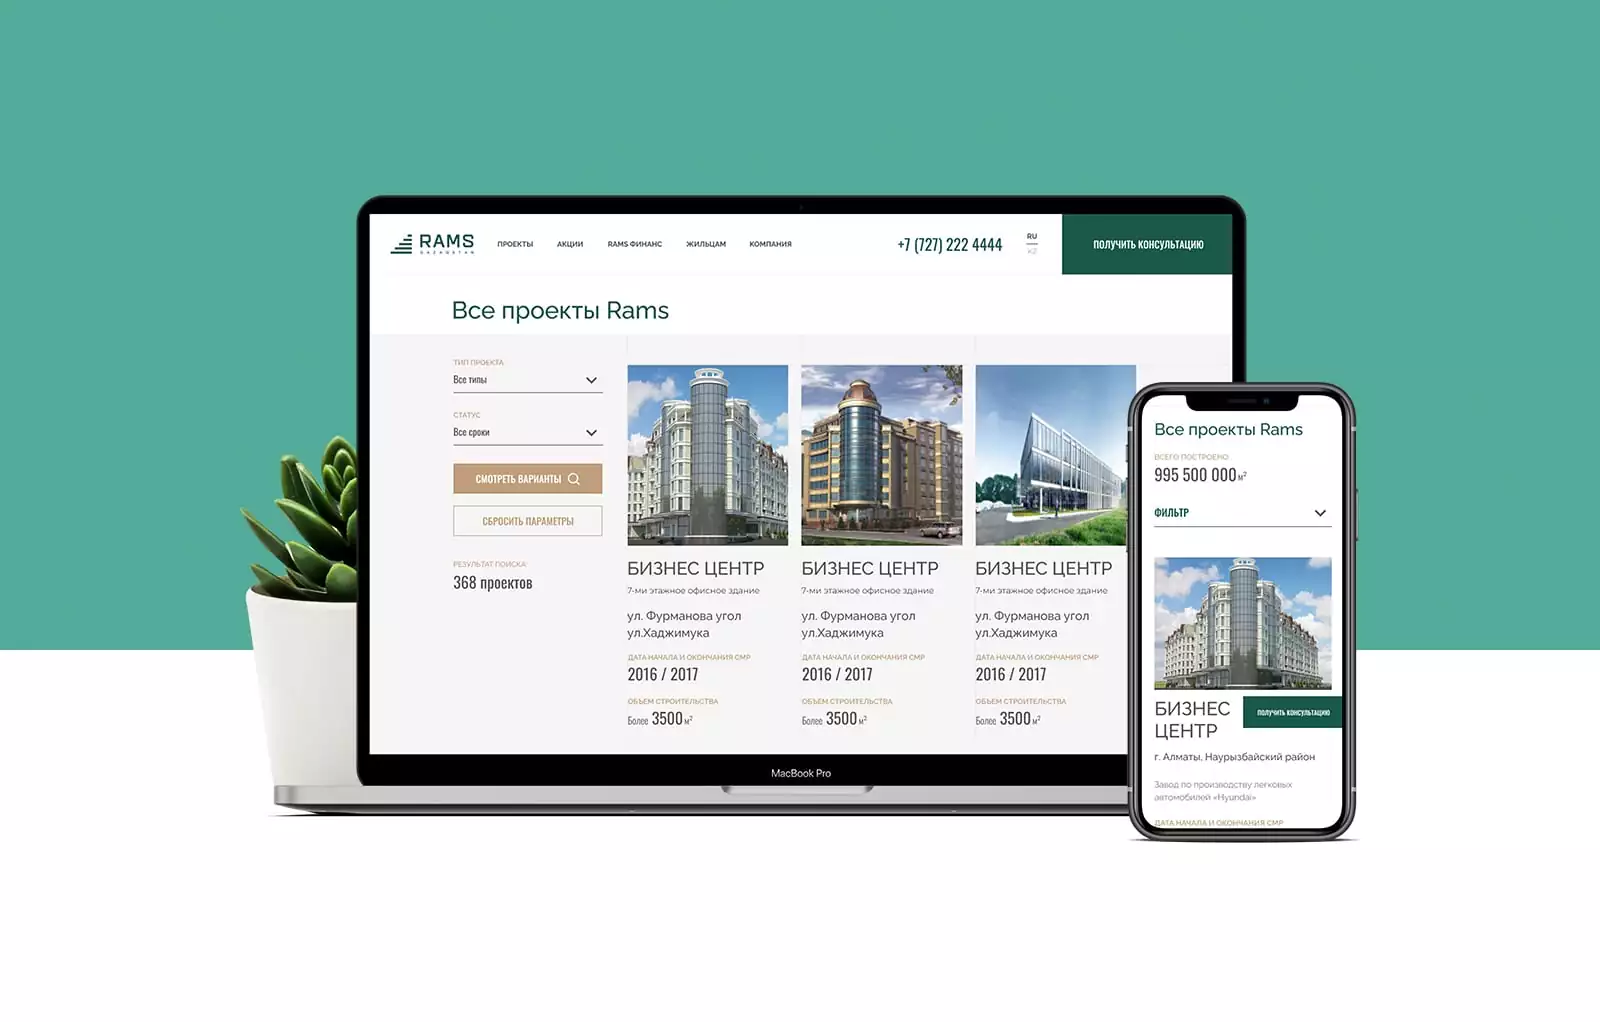 RAMS
QAZAQSTAN
ПРОЕКТЫ
АКЦИИ
RAMS ФИНАНС
ЖИЛЬЦАМ
КОМПАНИЯ
+7 (727) 222 4444
RU
KZ
ПОЛУЧИТЬ КОНСУЛЬТАЦИЮ
Все проекты Rams
ТИП ПРОЕКТА
Все типы
СТАТУС
Все сроки
СМОТРЕТЬ ВАРИАНТЫ
СБРОСИТЬ ПАРАМЕТРЫ
РЕЗУЛЬТАТ ПОИСКА:
368 проектов
БИЗНЕС ЦЕНТР
7-ми этажное офисное здание
ул. Фурманова угол
ул.Хаджимука
ДАТА НАЧАЛА И ОКОНЧАНИЯ СМР
2016 / 2017
ОБЪЕМ СТРОИТЕЛЬСТВА
Более 3500 м²
БИЗНЕС ЦЕНТР
7-ми этажное офисное здание
ул. Фурманова угол
ул.Хаджимука
ДАТА НАЧАЛА И ОКОНЧАНИЯ СМР
2016 / 2017
ОБЪЕМ СТРОИТЕЛЬСТВА
Более 3500 м²
БИЗНЕС ЦЕНТР
7-ми этажное офисное здание
ул. Фурманова угол
ул.Хаджимука
ДАТА НАЧАЛА И ОКОНЧАНИЯ СМР
2016 / 2017
ОБЪЕМ СТРОИТЕЛЬСТВА
Более 3500 м²
MacBook Pro
Все проекты Rams
ВСЕГО ПОСТРОЕНО:
995 500 000 м²
ФИЛЬТР
БИЗНЕС
ЦЕНТР
ПОЛУЧИТЬ КОНСУЛЬТАЦИЮ
г. Алматы, Наурызбайский район
Завод по производству легковых
автомобилей «Hyundai»
ДАТА НАЧАЛА И ОКОНЧАНИЯ СМР